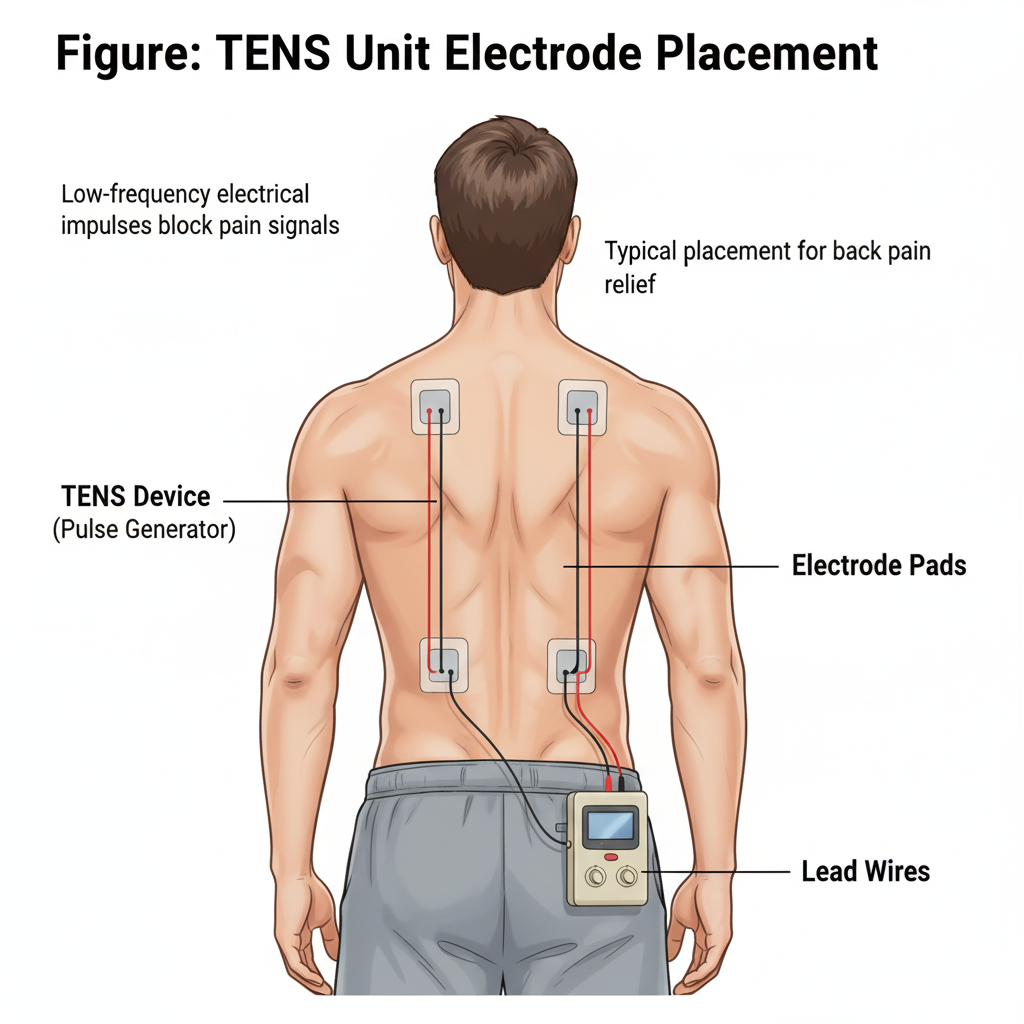 Figure: TENS Unit Electrode Placement
Low-frequency electrical
impulses block pain signals
Typical placement for back pain
relief
TENS Device
(Pulse Generator)
Electrode Pads
Lead Wires